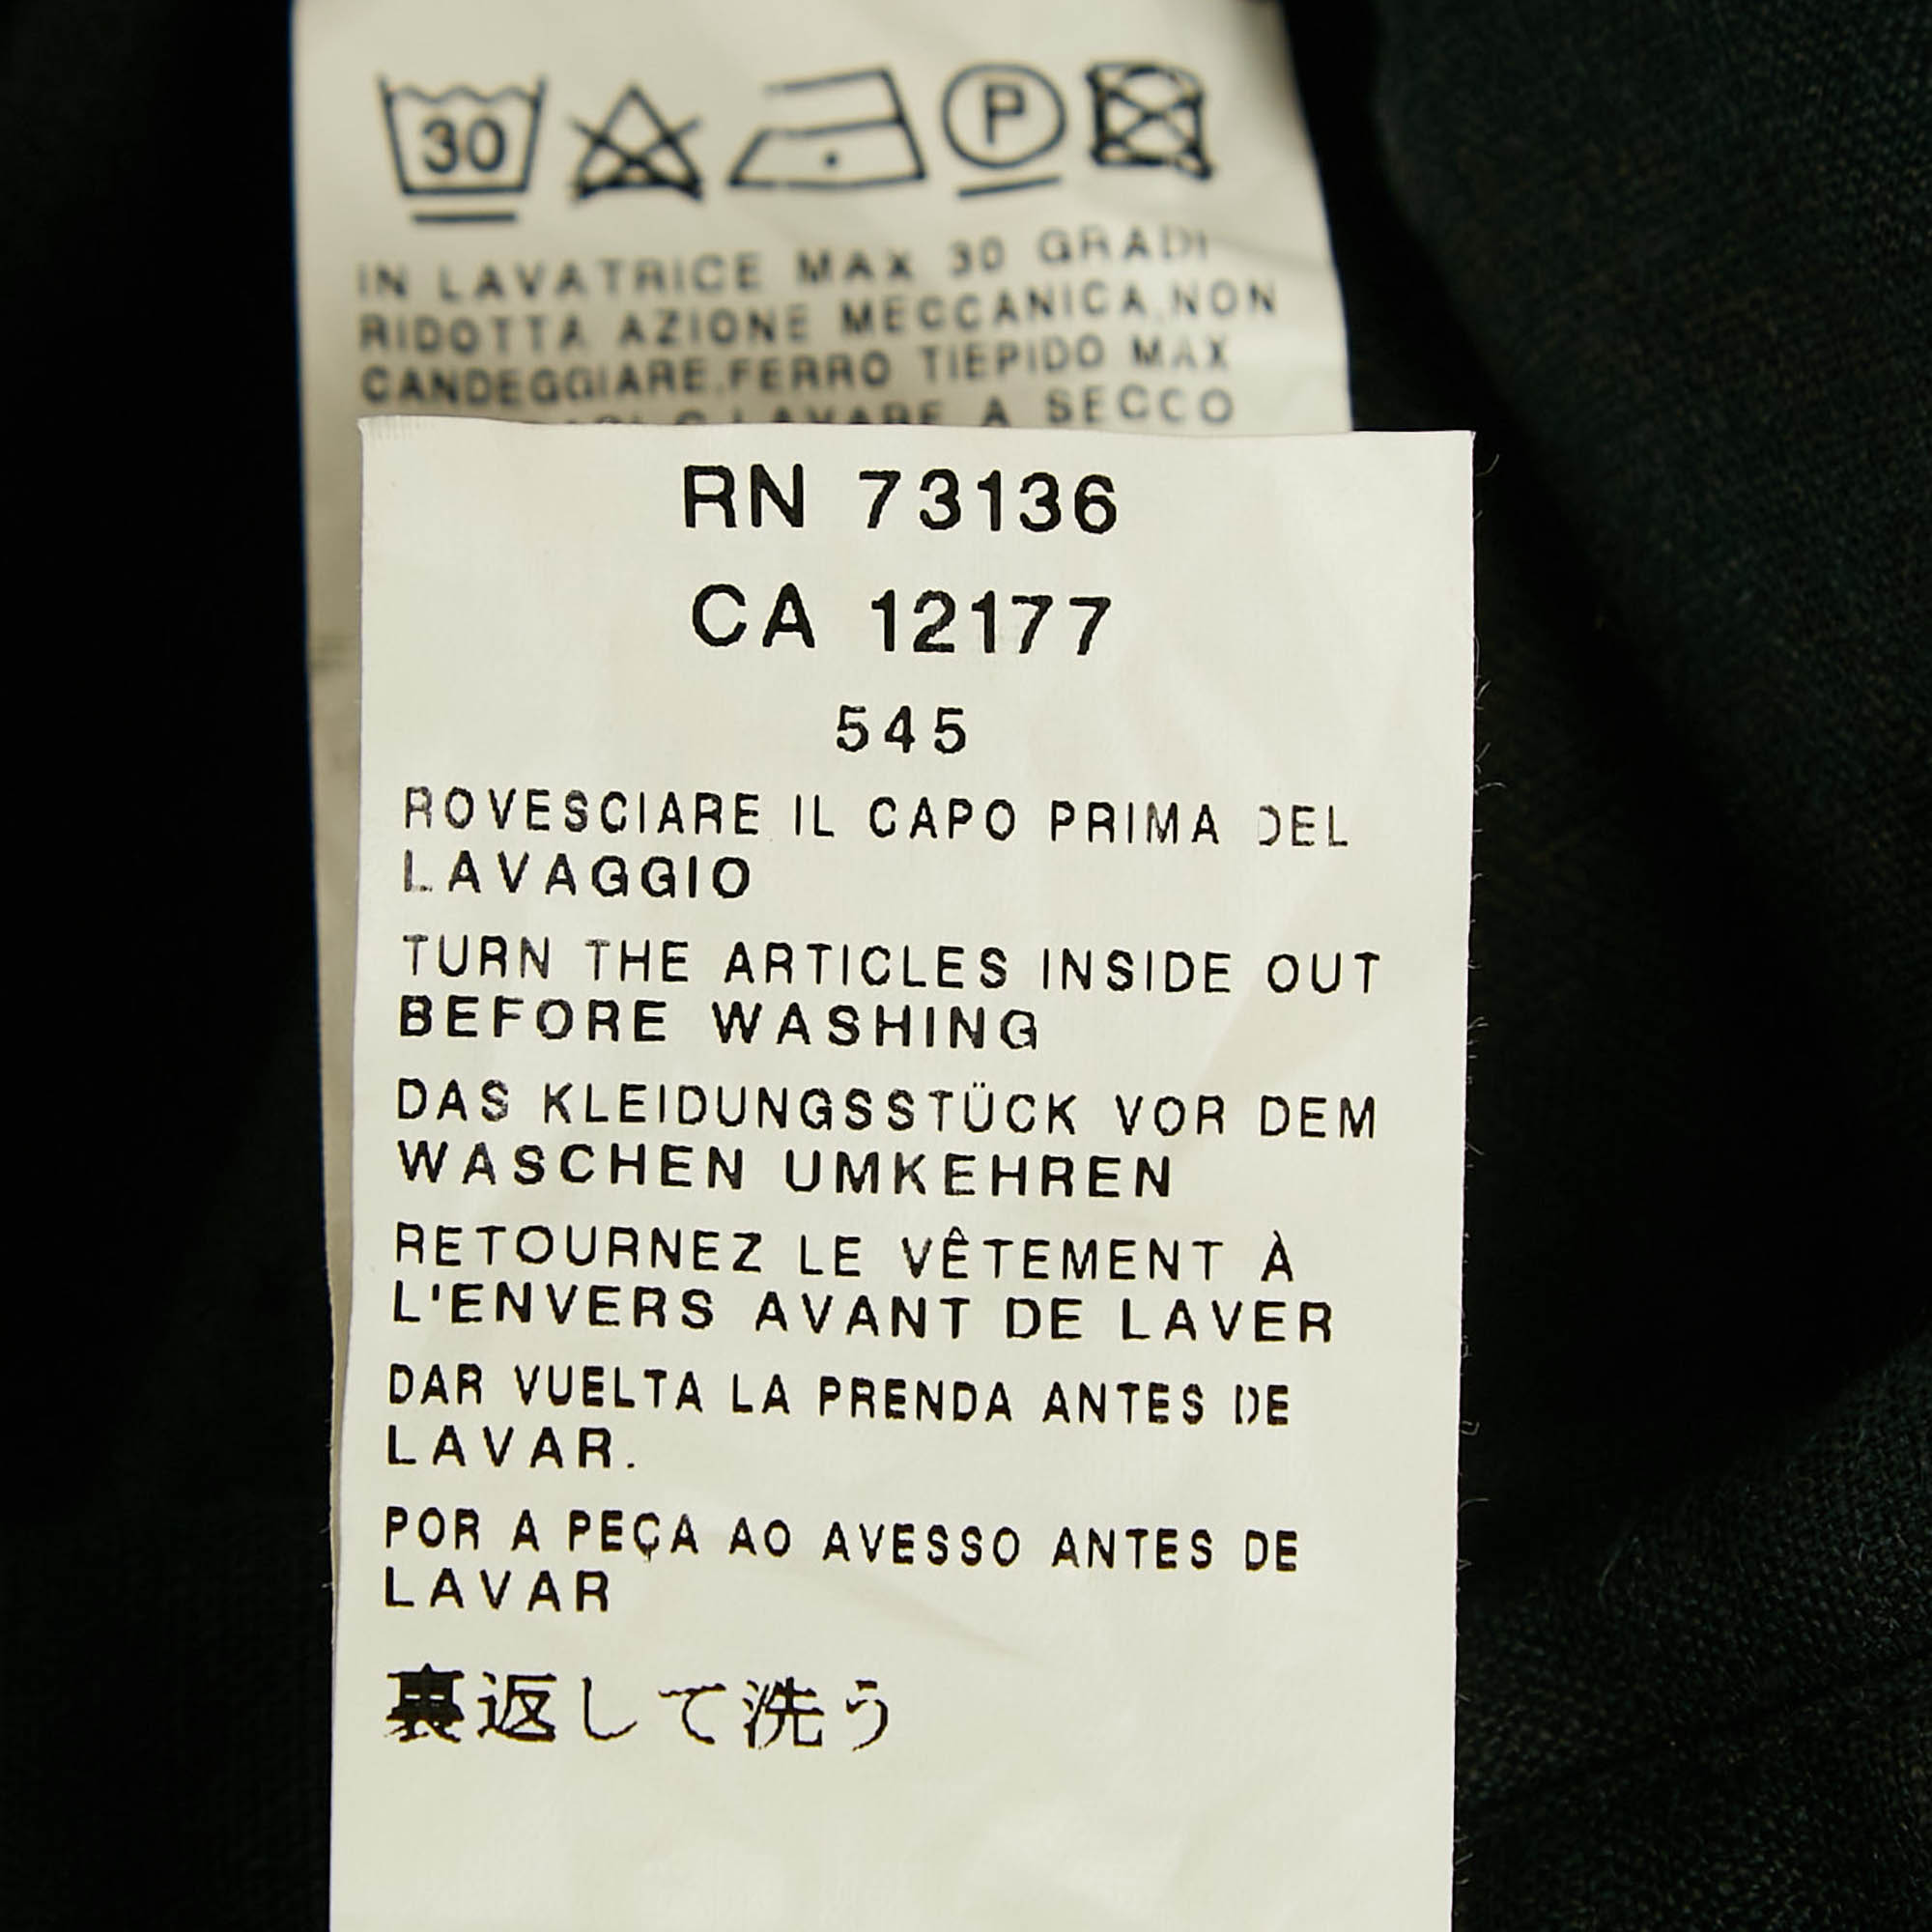 30
P
IN LAVATRICE MAX 30 GRADI
RIDOTTA AZIONE MECCANICA,NON
CANDEGGIARE,FERRO TIEPIDO MAX
LAVARE A SECCO
RN 73136
CA 12177
545
ROVESCIARE IL CAPO PRIMA DEL
LAVAGGIO
TURN THE ARTICLES INSIDE OUT
BEFORE WASHING
DAS KLEIDUNGSSTÜCK VOR DEM
WASCHEN UMKEHREN
RETOURNEZ LE VÊTEMENT À
L'ENVERS AVANT DE LAVER
DAR VUELTA LA PRENDA ANTES DE
LAVAR.
POR A PEÇA AO AVESSO ANTES DE
LAVAR
裏返して洗う